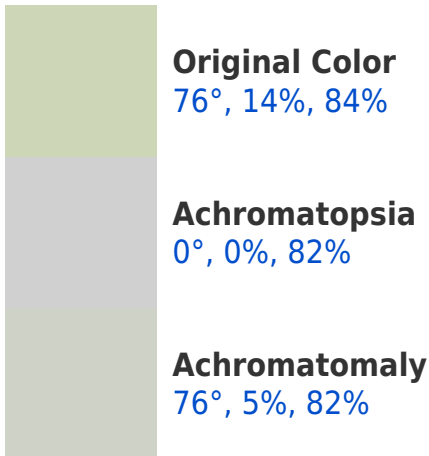 Original Color
76°, 14%, 84%
Achromatopsia
0°, 0%, 82%
Achromatomaly
76°, 5%, 82%